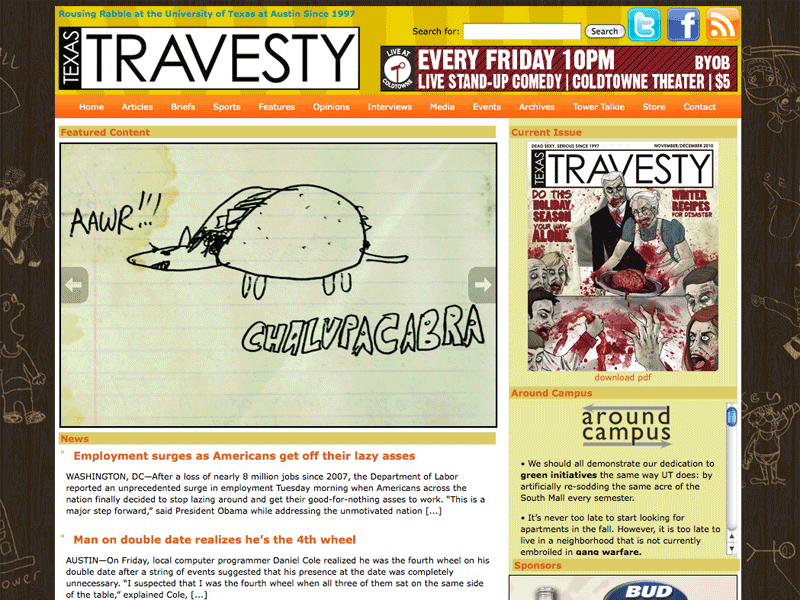 Rousing Rabble at the University of Texas at Austin Since 1997
TEXAS
TRAVESTY
Search for:
Search
LIVE AT
COLDTOWNE
EVERY FRIDAY 10PM
BYOB
LIVE STAND-UP COMEDY | COLDTOWNE THEATER | $5
Home Articles Briefs Sports Features Opinions Interviews Media Events Archives Tower Talkie Store Contact
Featured Content
AAWR!!!
CHALUPACABRA
Current Issue
DEAD SEXY, SERIOUS SINCE 1997
NOVEMBER/DECEMBER 2010
TEXAS
TRAVESTY
DO THIS
HOLIDAY
SEASON
YOUR WAY.
ALONE.
WINTER
RECIPES
FOR DISASTER
download pdf
Around Campus
around
campus
• We should all demonstrate our dedication to
green initiatives the same way UT does: by
artificially re-sodding the same acre of
South Mall every semester.
• It's never too late to start looking for
apartments in the fall. However, it is too late to
live in a neighborhood that is not currently
embroiled in gang warfare.
Sponsors
BUD
News
Employment surges as Americans get off their lazy asses
WASHINGTON, DC—After a loss of nearly 8 million jobs since 2007, the Department of Labor
reported an unprecedented surge in employment Tuesday morning when Americans across the
nation finally decided to stop lazing around and get their good-for-nothing asses to work. "This is a
major step forward," said President Obama while addressing the unmotivated nation [...]
Man on double date realizes he's the 4th wheel
AUSTIN—On Friday, local computer programmer Daniel Cole realized he was the fourth wheel on his
double date after a string of events suggested that his presence at the date was completely
unnecessary. "I suspected that I was the fourth wheel when all three of them sat on the same side
of the table," explained Cole, [...]
ower